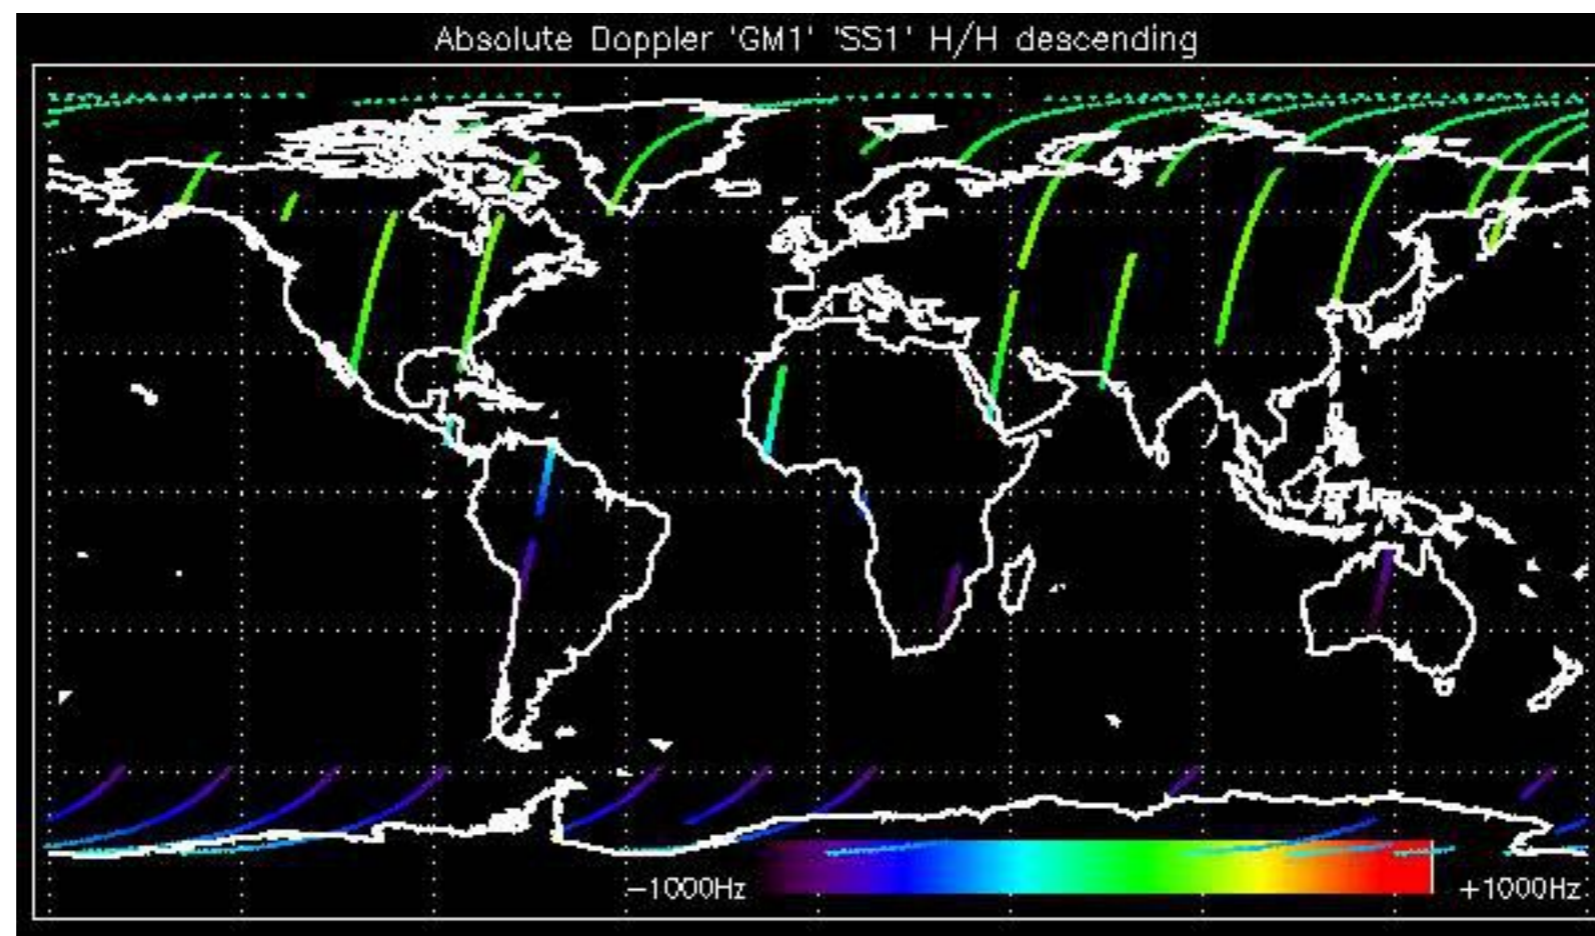 Absolute Doppler 'GM1' 'SS1' H/H descending
-1000Hz
+1000Hz